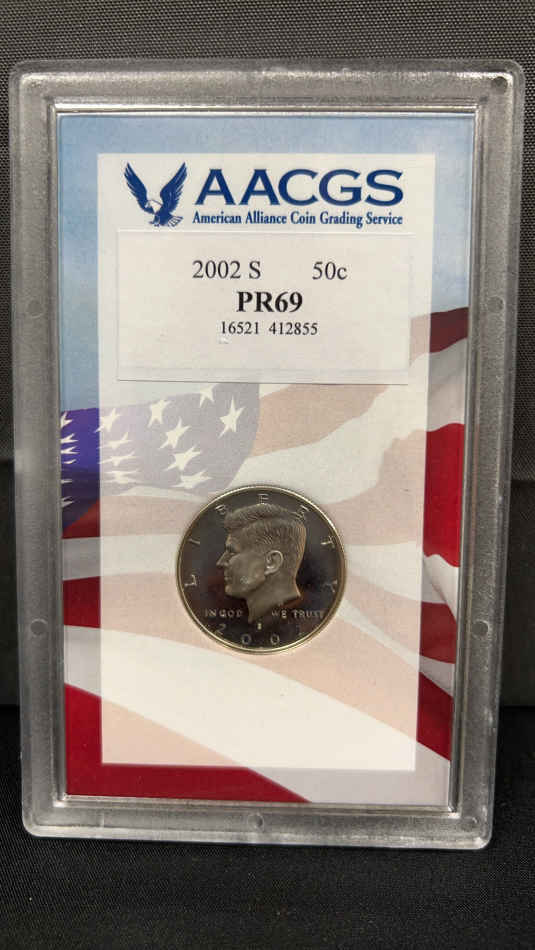 AACGS
American Alliance Coin Grading Service
2002 S 50c
PR69
16521 412855
LIBERTY
IN GOD WE TRUST
S
2002